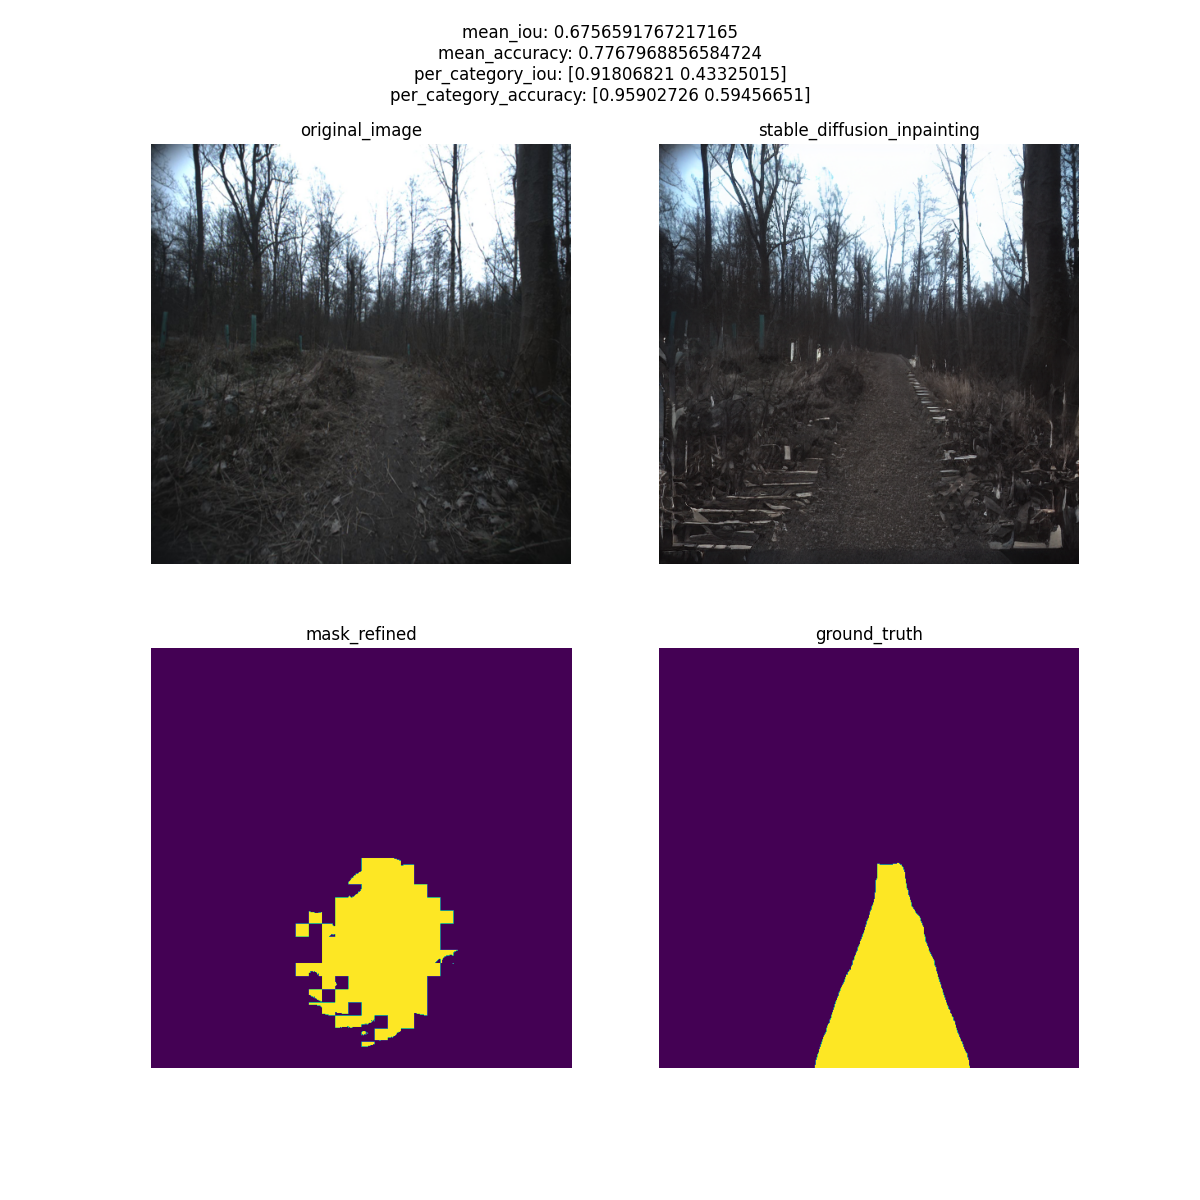 mean_iou: 0.6756591767217165
mean_accuracy: 0.7767968856584724
per_category_iou: [0.91806821 0.43325015]
per_category_accuracy: [0.95902726 0.59456651]
original_image
stable_diffusion_inpainting
mask_refined
ground_truth